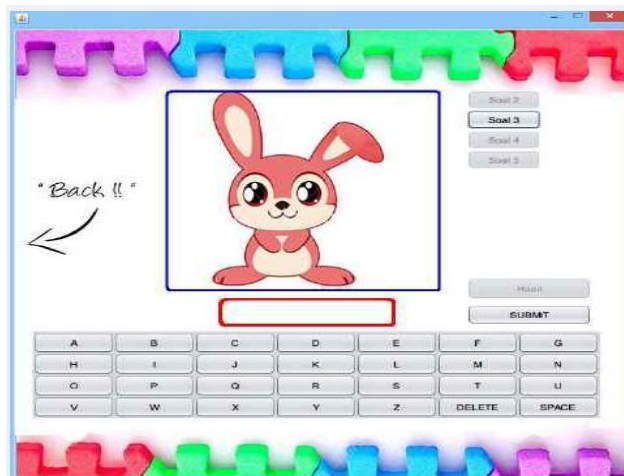 Soal 2
Soal 3
Soal 4
Soal 5
"Back !!"
Hasil
SUBMIT
A B C D E F G
H I J K L M N
O P Q R S T U
V W X Y Z DELETE SPACE